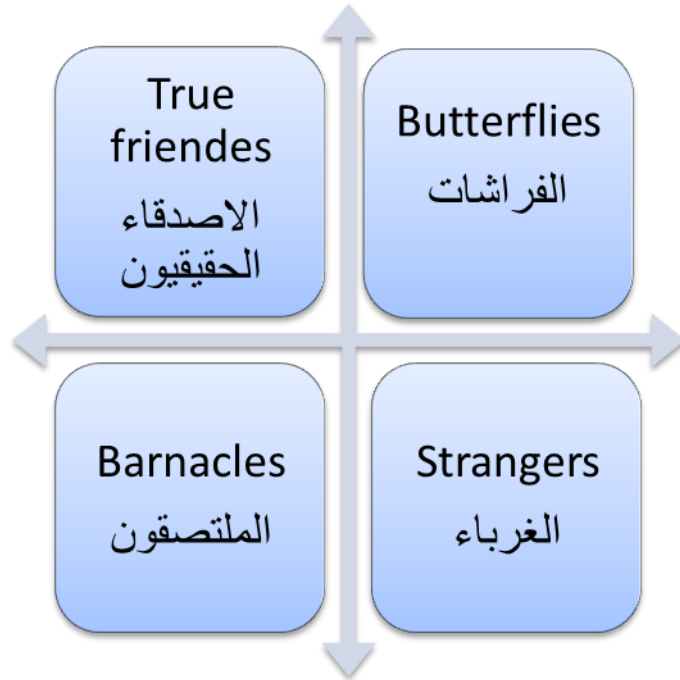 True
friendes
الاصدقاء
الحقيقيون
Butterflies
الفراشات
Barnacles
الملتصقون
Strangers
الغرباء